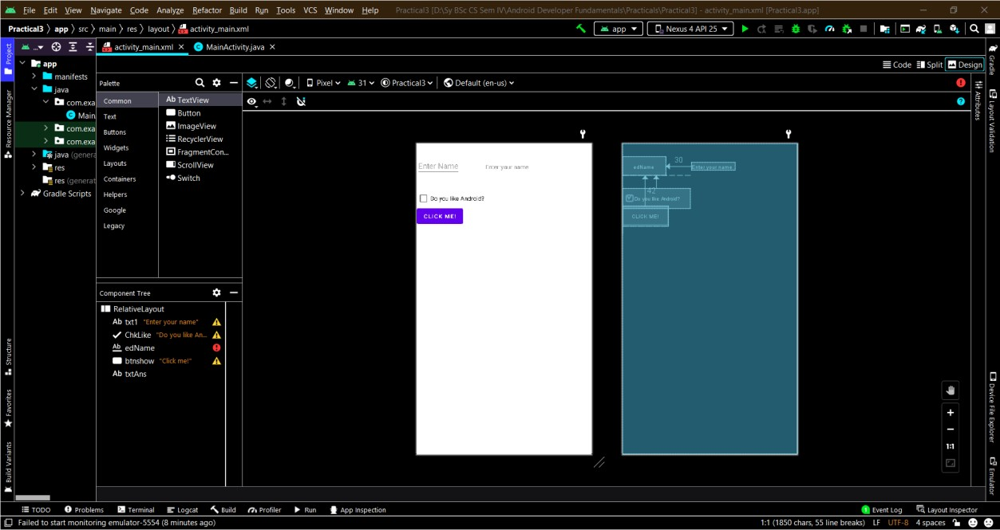 File Edit View Navigate Code Analyze Refactor Build Run Tools VCS Window Help Practical3 [D:\Sy BSc CS Sem IV\Android Developer Fundamentals\Practicals\Practical3] - activity_main.xml [Practical3.app]
Practical3 app src main res layout activity_main.xml
app Nexus 4 API 25
Project
Resource Manager
Structure
Favorites
Build Variants
...
activity_main.xml MainActivity.java
app
manifests
java
com.exa
Main
com.exa
com.exa
java (genera
res
res (generat
Gradle Scripts
Code Split Design
Palette
Common
Text
Buttons
Widgets
Layouts
Containers
Helpers
Google
Legacy
Ab TextView
Button
ImageView
RecyclerView
FragmentCon...
ScrollView
Switch
Pixel 31 Practical3 Default (en-us)
Enter Name Enter your name
Do you like Android?
CLICK ME!
edName 30 Enter your name
42
Do you like Android?
CLICK ME!
Component Tree
RelativeLayout
Ab txt1 "Enter your name"
ChkLike "Do you like An...
Ab edName
btnshow "Click me!"
Ab txtAns
1:1
Gradle
Layout Validation
Attributes
Device File Explorer
Emulator
TODO Problems Terminal Logcat Build Profiler Run App Inspection 1 Event Log Layout Inspector
Failed to start monitoring emulator-5554 (8 minutes ago) 1:1 (1850 chars, 55 line breaks) LF UTF-8 4 spaces